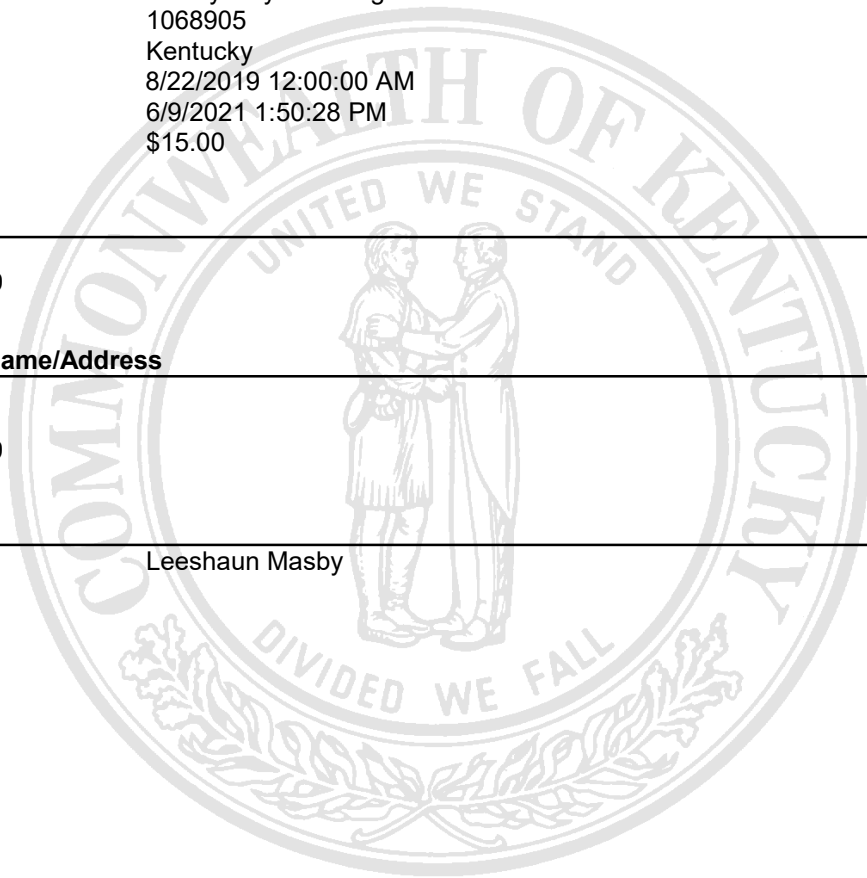 1068905
Kentucky
8/22/2019 12:00:00 AM
6/9/2021 1:50:28 PM
$15.00
COMMONWEALTH OF KENTUCKY
UNITED WE STAND
ame/Address
Leeshaun Masby
DIVIDED WE FALL